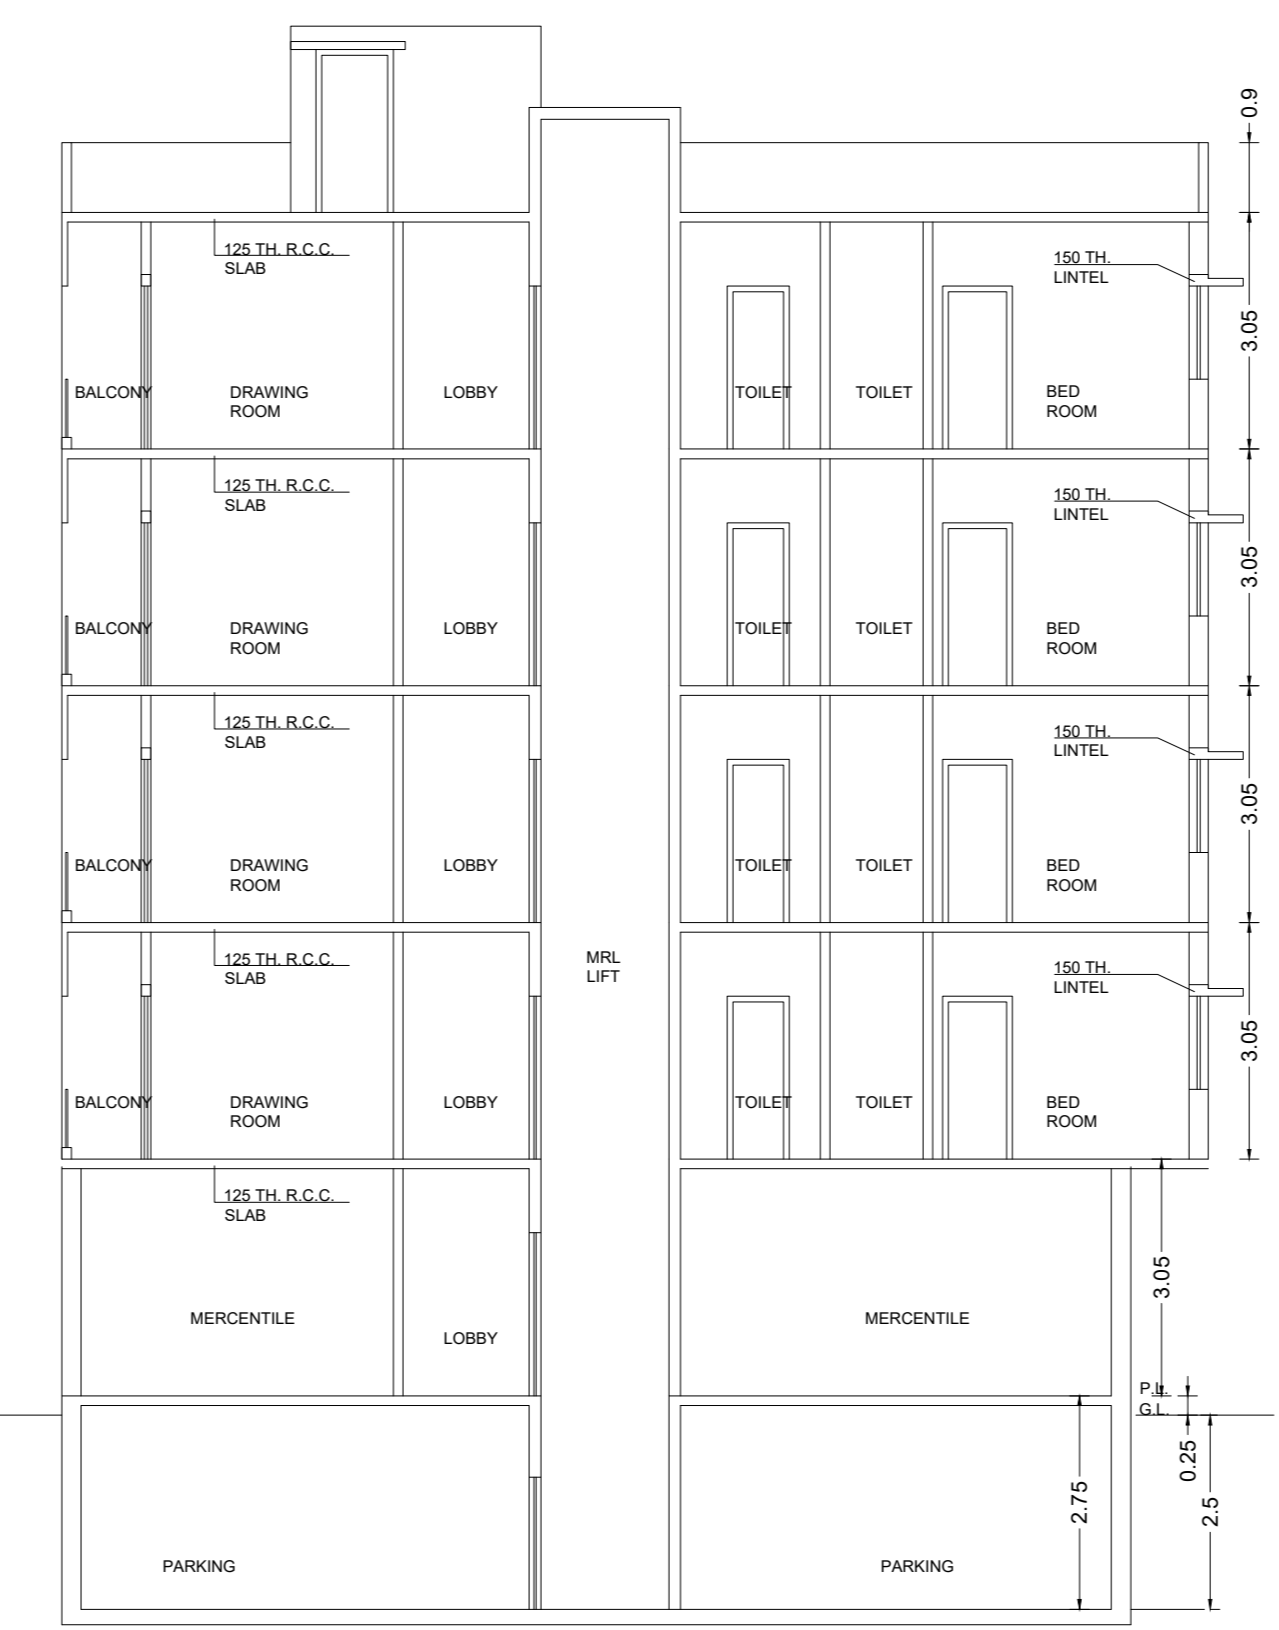 0.9
125 TH. R.C.C.
SLAB
150 TH.
LINTEL
3.05
BALCONY
DRAWING
ROOM
LOBBY
TOILET
TOILET
BED
ROOM
125 TH. R.C.C.
SLAB
150 TH.
LINTEL
3.05
BALCONY
DRAWING
ROOM
LOBBY
TOILET
TOILET
BED
ROOM
125 TH. R.C.C.
SLAB
150 TH.
LINTEL
3.05
BALCONY
DRAWING
ROOM
LOBBY
TOILET
TOILET
BED
ROOM
125 TH. R.C.C.
SLAB
MRL
LIFT
150 TH.
LINTEL
3.05
BALCONY
DRAWING
ROOM
LOBBY
TOILET
TOILET
BED
ROOM
125 TH. R.C.C.
SLAB
3.05
MERCENTILE
LOBBY
MERCENTILE
P.L.
G.L.
0.25
2.75
2.5
PARKING
PARKING